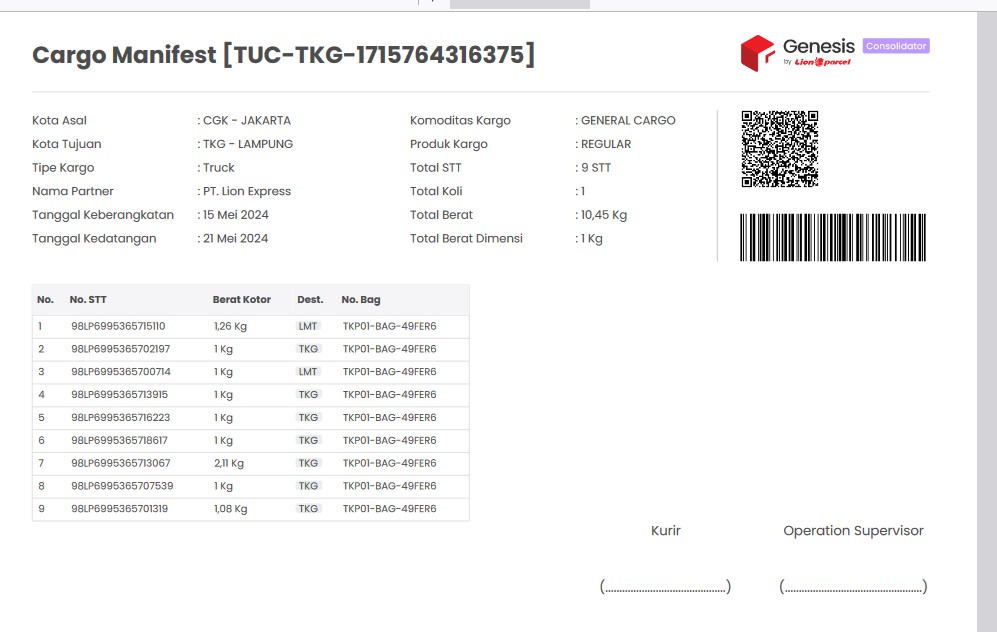 Cargo Manifest [TUC-TKG-1715764316375]
Genesis Consolidator
by Lion parcel
Kota Asal : CGK - JAKARTA
Kota Tujuan : TKG - LAMPUNG
Tipe Kargo : Truck
Nama Partner : PT. Lion Express
Tanggal Keberangkatan : 15 Mei 2024
Tanggal Kedatangan : 21 Mei 2024
Komoditas Kargo : GENERAL CARGO
Produk Kargo : REGULAR
Total STT : 9 STT
Total Koli : 1
Total Berat : 10,45 Kg
Total Berat Dimensi : 1 Kg
No. No. STT Berat Kotor Dest. No. Bag
1 98LP6995365715110 1,26 Kg LMT TKP01-BAG-49FER6
2 98LP6995365702197 1 Kg TKG TKP01-BAG-49FER6
3 98LP6995365700714 1 Kg LMT TKP01-BAG-49FER6
4 98LP6995365713915 1 Kg TKG TKP01-BAG-49FER6
5 98LP6995365716223 1 Kg TKG TKP01-BAG-49FER6
6 98LP6995365718617 1 Kg TKG TKP01-BAG-49FER6
7 98LP6995365713067 2,11 Kg TKG TKP01-BAG-49FER6
8 98LP6995365707539 1 Kg TKG TKP01-BAG-49FER6
9 98LP6995365701319 1,08 Kg TKG TKP01-BAG-49FER6
Kurir Operation Supervisor
(........................................) (..............................................)